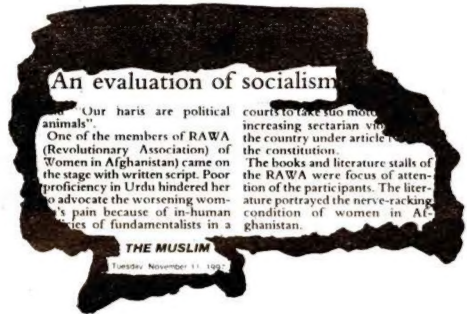 An evaluation of socialism
"Our haris are political
animals".
One of the members of RAWA
(Revolutionary Association) of
Women in Afghanistan) came on
the stage with written script. Poor
proficiency in Urdu hindered her
to advocate the worsening wom-
pain because of in-human
of fundamentalists in a
courts to take suo
increasing sectarian
the country under article
the constitution.
The books and literature stalls of
the RAWA were focus of atten-
tion of the participants. The liter-
ature portrayed the nerve-racking
condition of women in Af-
ghanistan.
THE MUSLIM
Tuesday, November 11,